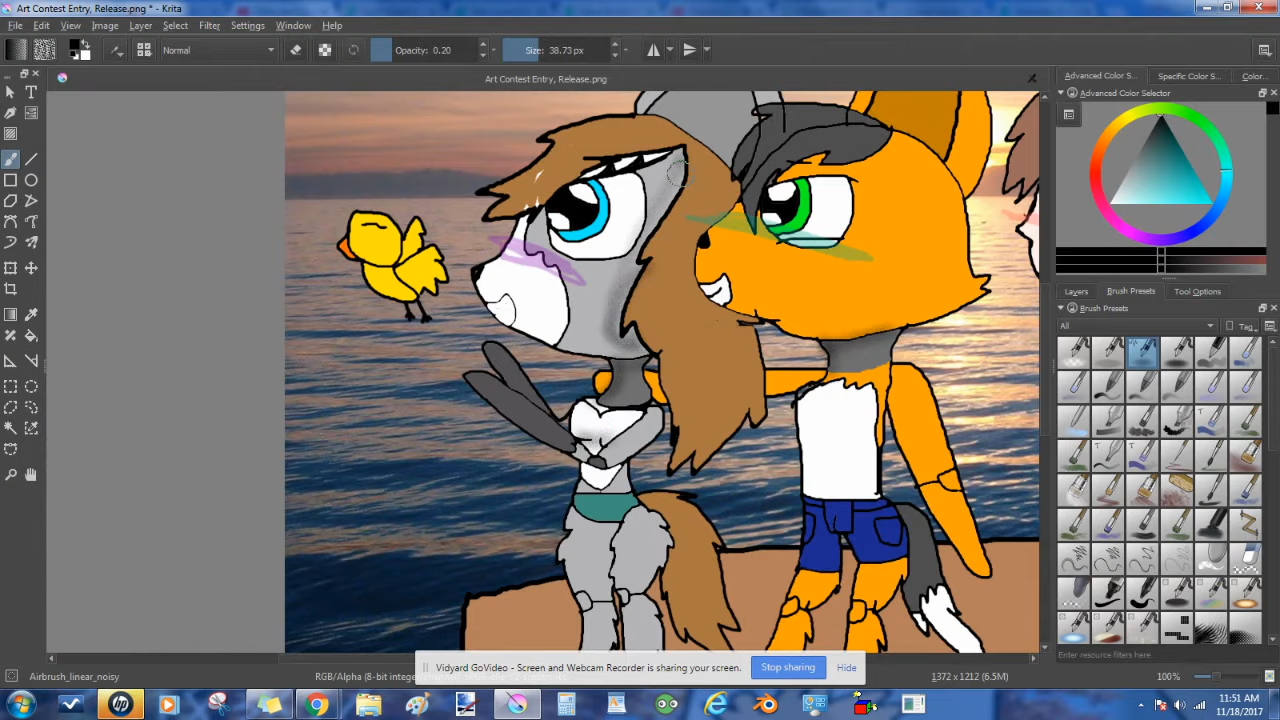 Art Contest Entry, Release.png * - Krita
File Edit View Image Layer Select Filter Settings Window Help
Normal Opacity: 0.20 Size: 38.73 px
Art Contest Entry, Release.png
Advanced Color S... Specific Color S... Color...
Advanced Color Selector
Layers Brush Presets Tool Options
Brush Presets
All Tag
Enter resource filters here
Vidyard GoVideo - Screen and Webcam Recorder is sharing your screen. Stop sharing Hide
Airbrush_linear_noisy RGB/Alpha (8-bit 1372 x 1212 (6.5M) 100%
11:51 AM
11/18/2017